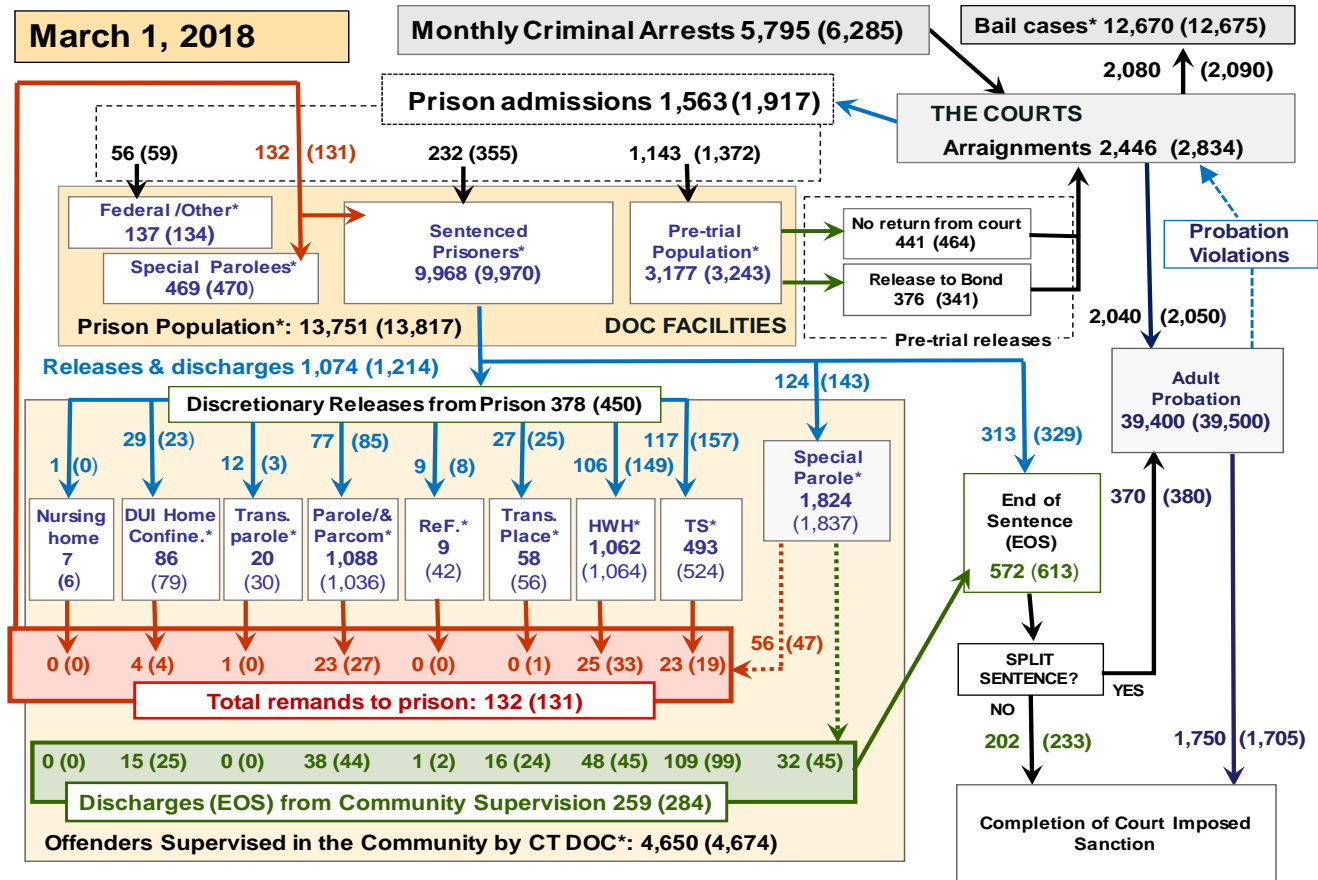 March 1, 2018
Monthly Criminal Arrests 5,795 (6,285)
Bail cases* 12,670 (12,675)
2,080 (2,090)
Prison admissions 1,563 (1,917)
THE COURTS
Arraignments 2,446 (2,834)
56 (59)
132 (131)
232 (355)
1,143 (1,372)
Federal /Other*
137 (134)
Special Parolees*
469 (470)
Sentenced
Prisoners*
9,968 (9,970)
Pre-trial
Population*
3,177 (3,243)
No return from court
441 (464)
Release to Bond
376 (341)
Pre-trial releases
Probation
Violations
Prison Population*: 13,751 (13,817)
DOC FACILITIES
2,040 (2,050)
Releases & discharges 1,074 (1,214)
124 (143)
Adult
Probation
39,400 (39,500)
Discretionary Releases from Prison 378 (450)
1 (0)
29 (23)
12 (3)
77 (85)
9 (8)
27 (25)
106 (149)
117 (157)
313 (329)
Nursing
home
7
(6)
DUI Home
Confine.*
86
(79)
Trans.
parole*
20
(30)
Parole/&
Parcom*
1,088
(1,036)
ReF.*
9
(42)
Trans.
Place*
58
(56)
HWH*
1,062
(1,064)
TS*
493
(524)
Special
Parole*
1,824
(1,837)
End of
Sentence
(EOS)
572 (613)
370 (380)
0 (0)
4 (4)
1 (0)
23 (27)
0 (0)
0 (1)
25 (33)
23 (19)
56 (47)
Total remands to prison: 132 (131)
SPLIT
SENTENCE?
YES
NO
202 (233)
1,750 (1,705)
0 (0)
15 (25)
0 (0)
38 (44)
1 (2)
16 (24)
48 (45)
109 (99)
32 (45)
Discharges (EOS) from Community Supervision 259 (284)
Offenders Supervised in the Community by CT DOC*: 4,650 (4,674)
Completion of Court Imposed
Sanction